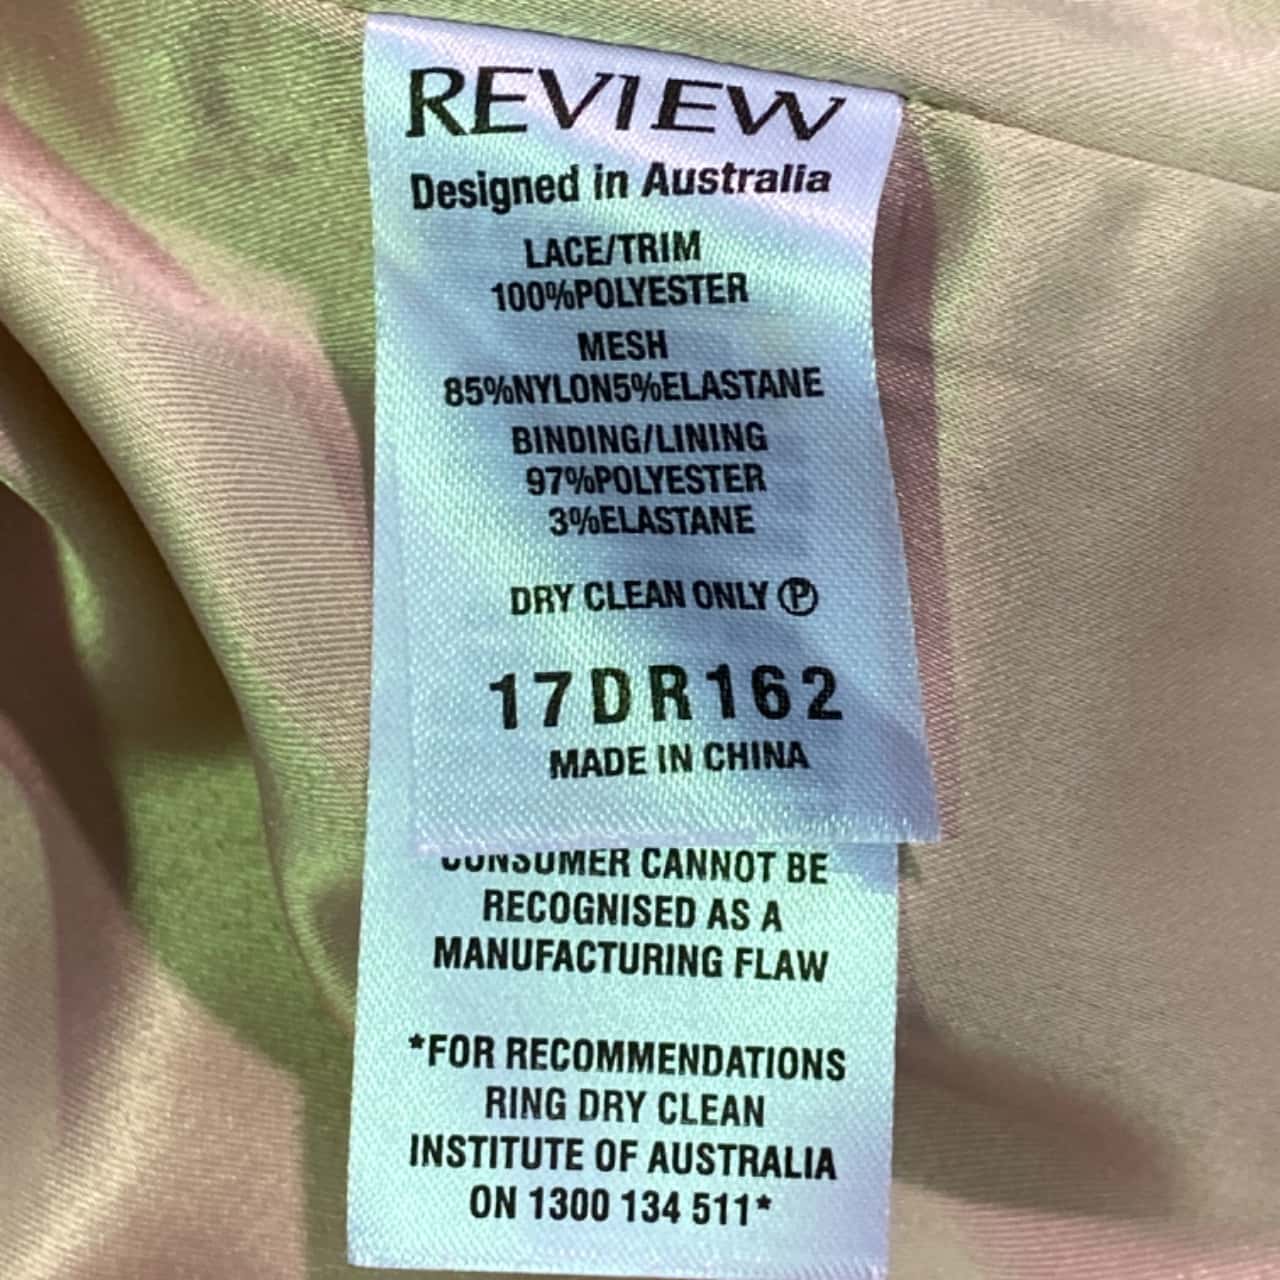 REVIEW
Designed in Australia
LACE/TRIM
100%POLYESTER
MESH
85%NYLON5%ELASTANE
BINDING/LINING
97%POLYESTER
3%ELASTANE
DRY CLEAN ONLY Ⓟ
17DR162
MADE IN CHINA
CONSUMER CANNOT BE
RECOGNISED AS A
MANUFACTURING FLAW
*FOR RECOMMENDATIONS
RING DRY CLEAN
INSTITUTE OF AUSTRALIA
ON 1300 134 511*